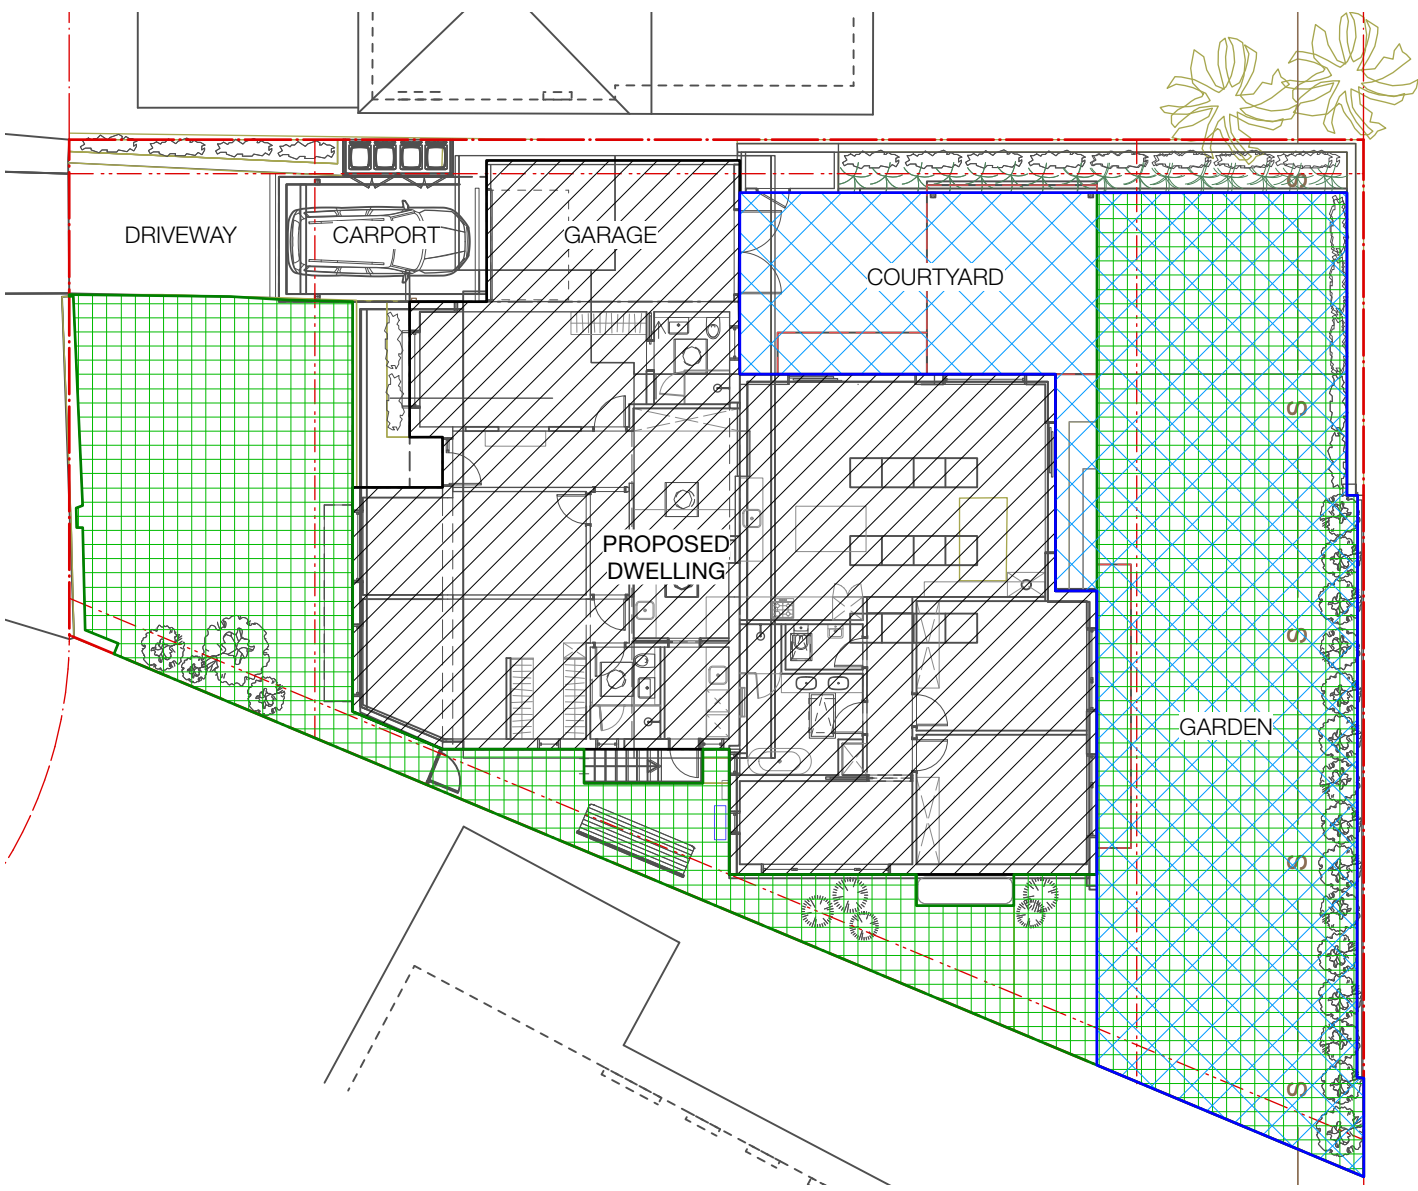 S
DRIVEWAY
CARPORT
GARAGE
COURTYARD
S
PROPOSED
DWELLING
S
GARDEN
S
S